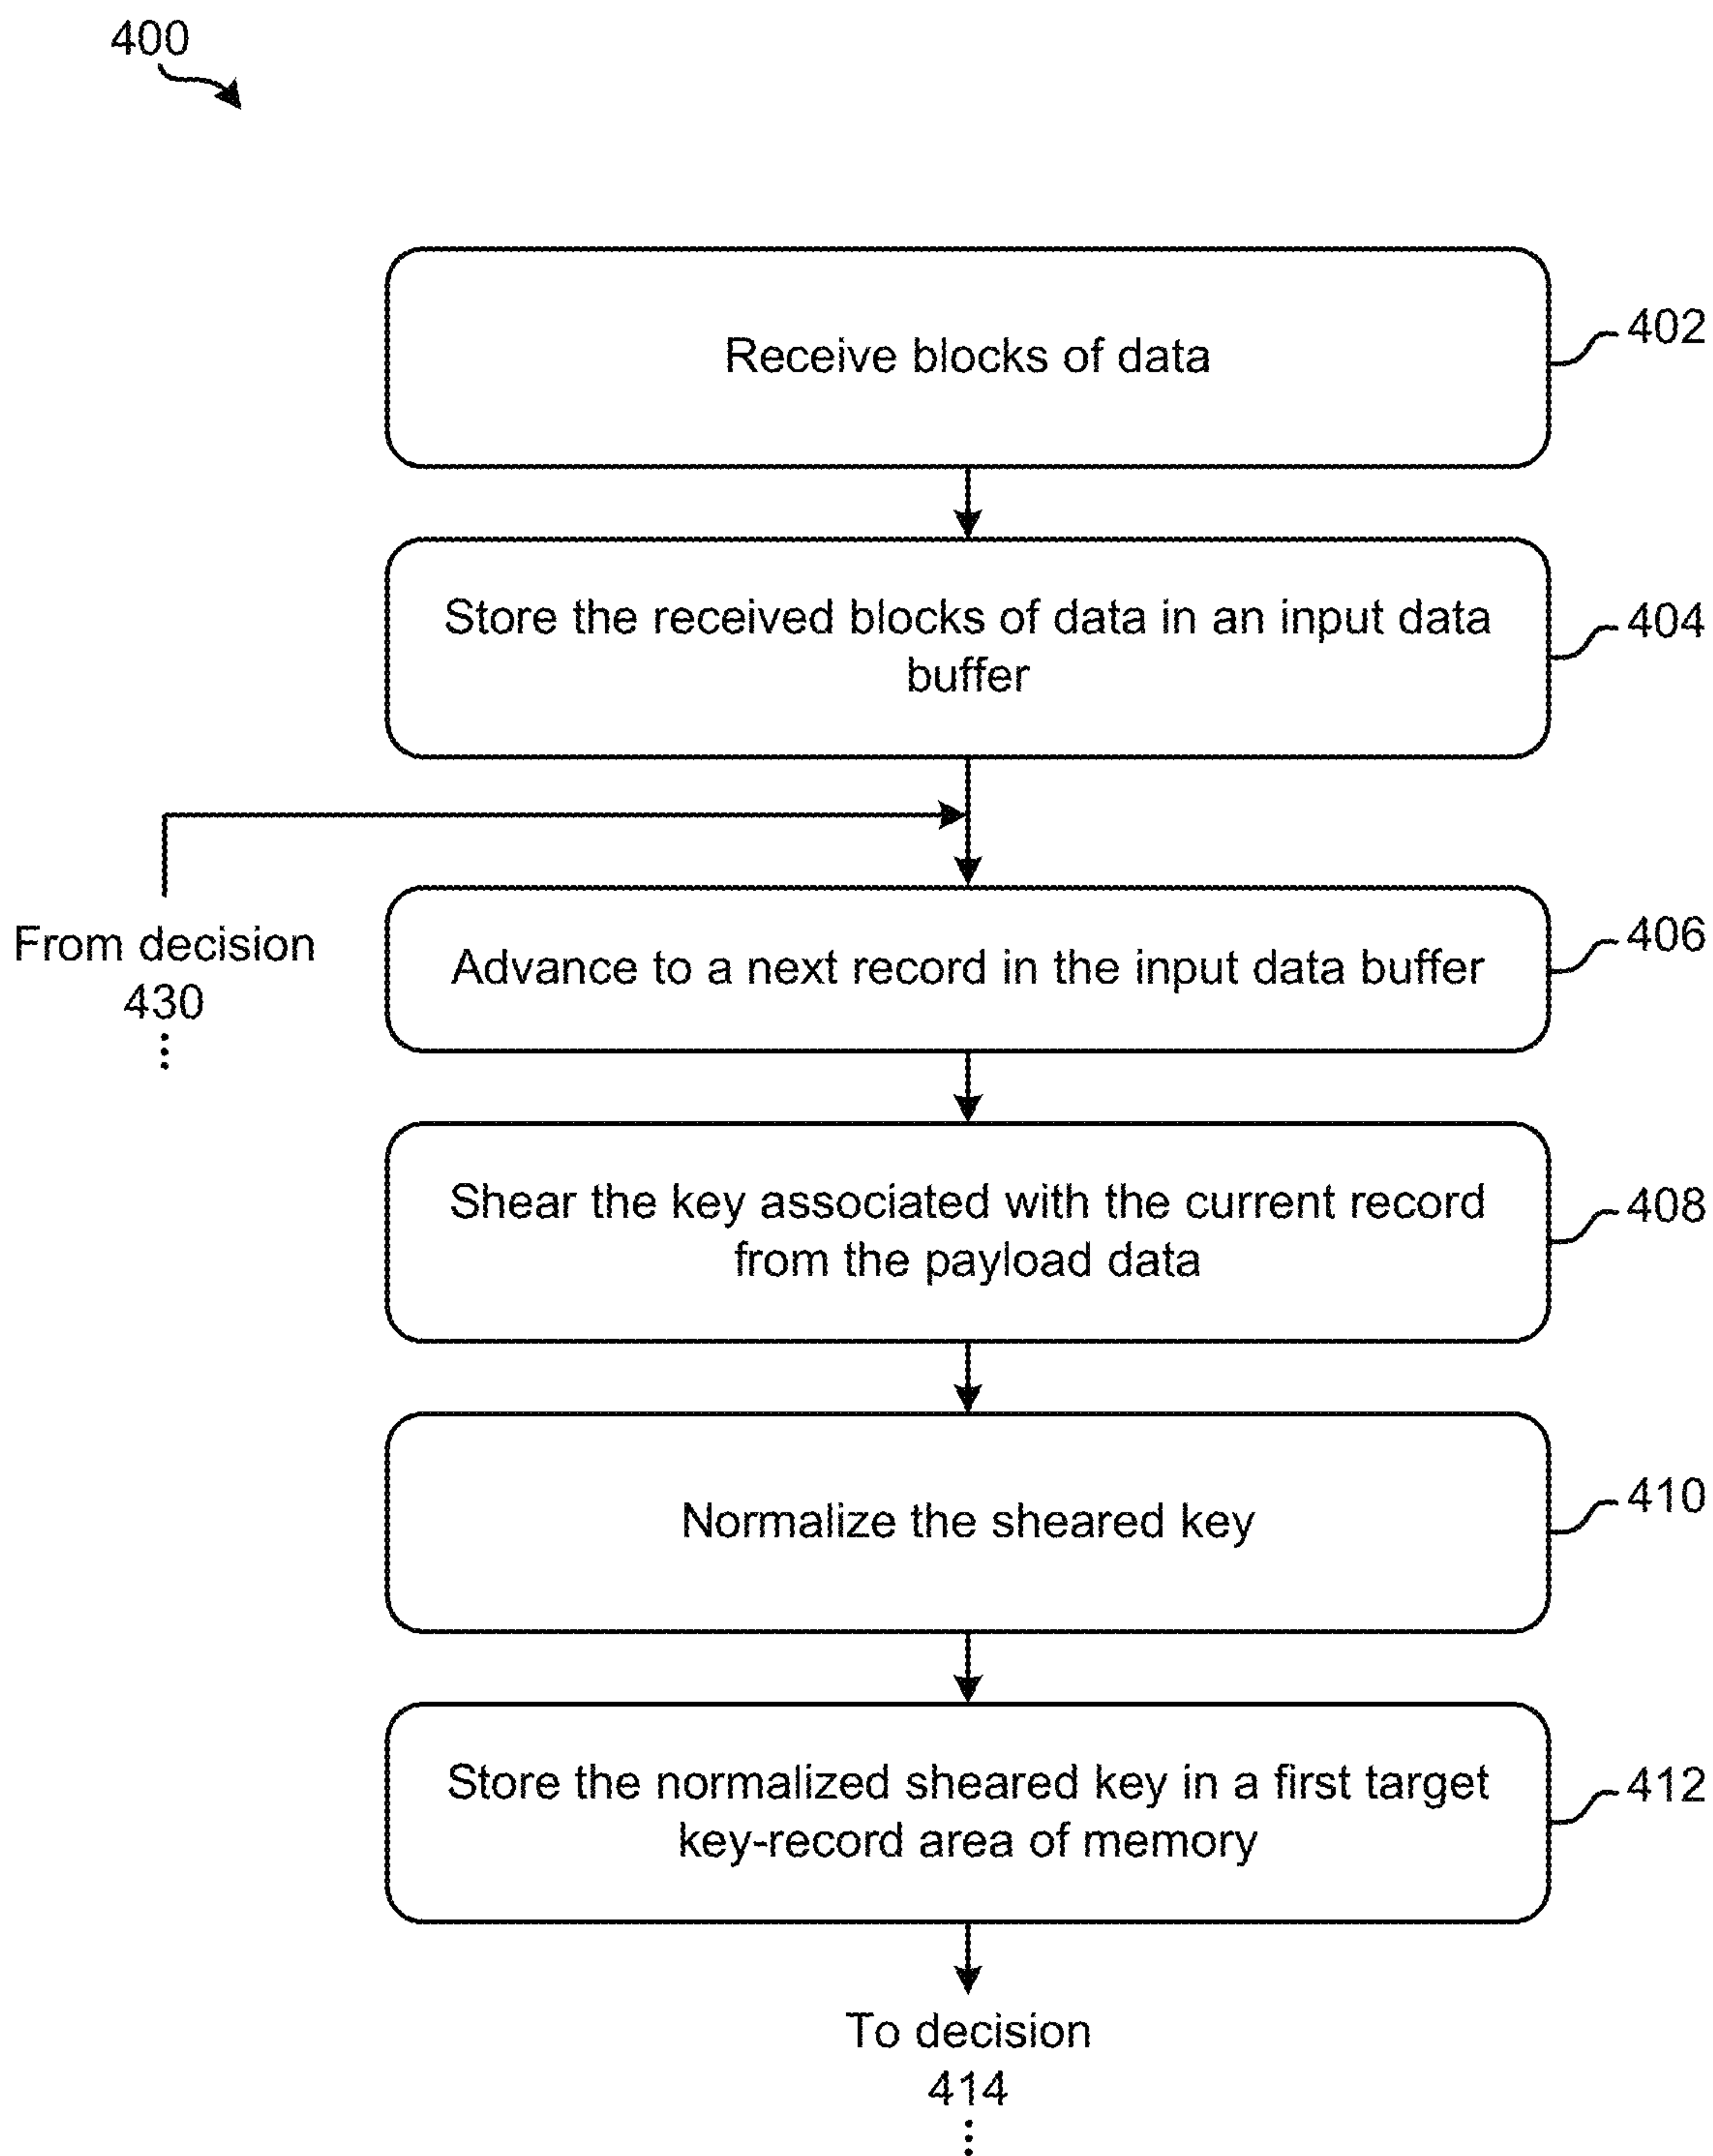 400
Receive blocks of data
402
Store the received blocks of data in an input data
buffer
404
From decision
430
Advance to a next record in the input data buffer
406
Shear the key associated with the current record
from the payload data
408
Normalize the sheared key
410
Store the normalized sheared key in a first target
key-record area of memory
412
To decision
414